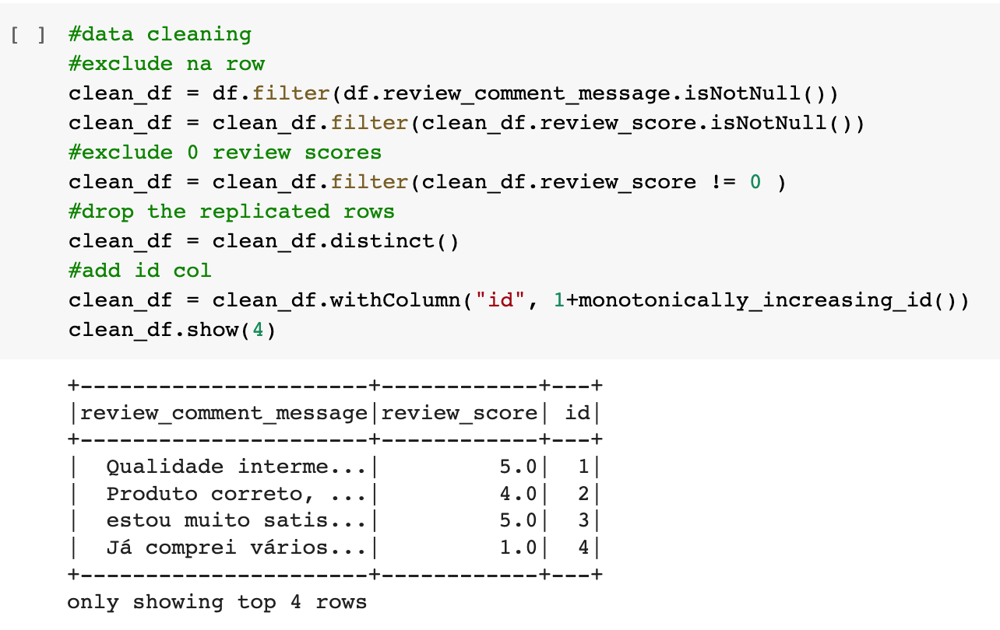 [ ] #data cleaning
#exclude na row
clean_df = df.filter(df.review_comment_message.isNotNull())
clean_df = clean_df.filter(clean_df.review_score.isNotNull())
#exclude 0 review scores
clean_df = clean_df.filter(clean_df.review_score != 0 )
#drop the replicated rows
clean_df = clean_df.distinct()
#add id col
clean_df = clean_df.withColumn("id", 1+monotonically_increasing_id())
clean_df.show(4)
+----------------------+------------+---+
|review_comment_message|review_score| id|
+----------------------+------------+---+
|  Qualidade interme...|         5.0|  1|
|  Produto correto, ...|         4.0|  2|
|  estou muito satis...|         5.0|  3|
|  Já comprei vários...|         1.0|  4|
+----------------------+------------+---+
only showing top 4 rows